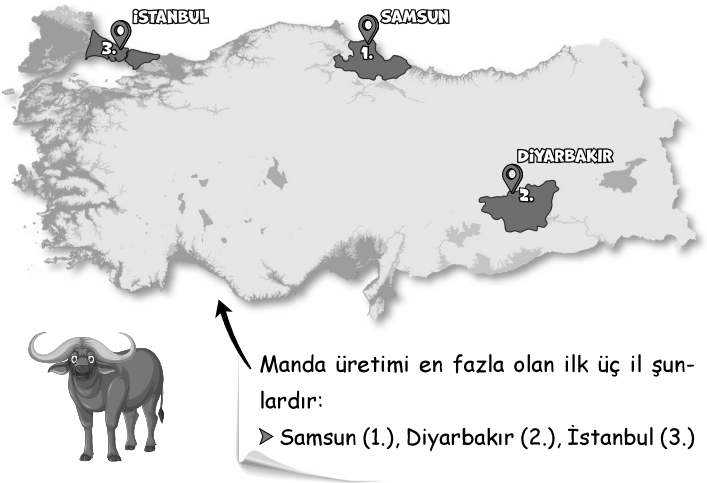 İSTANBUL
SAMSUN
3.
1.
DİYARBAKIR
2.
Manda üretimi en fazla olan ilk üç il şun-
lardır:
➢ Samsun (1.), Diyarbakır (2.), İstanbul (3.)